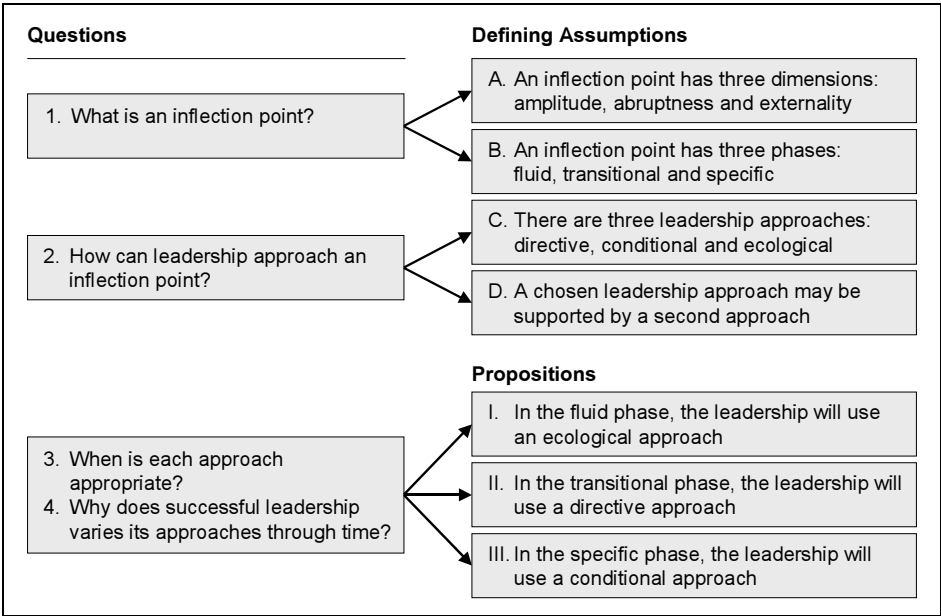 Questions
1. What is an inflection point?
2. How can leadership approach an
inflection point?
3. When is each approach
appropriate?
4. Why does successful leadership
varies its approaches through time?
Defining Assumptions
A. An inflection point has three dimensions:
amplitude, abruptness and externality
B. An inflection point has three phases:
fluid, transitional and specific
C. There are three leadership approaches:
directive, conditional and ecological
D. A chosen leadership approach may be
supported by a second approach
Propositions
I. In the fluid phase, the leadership will use
an ecological approach
II. In the transitional phase, the leadership will
use a directive approach
III. In the specific phase, the leadership will
use a conditional approach